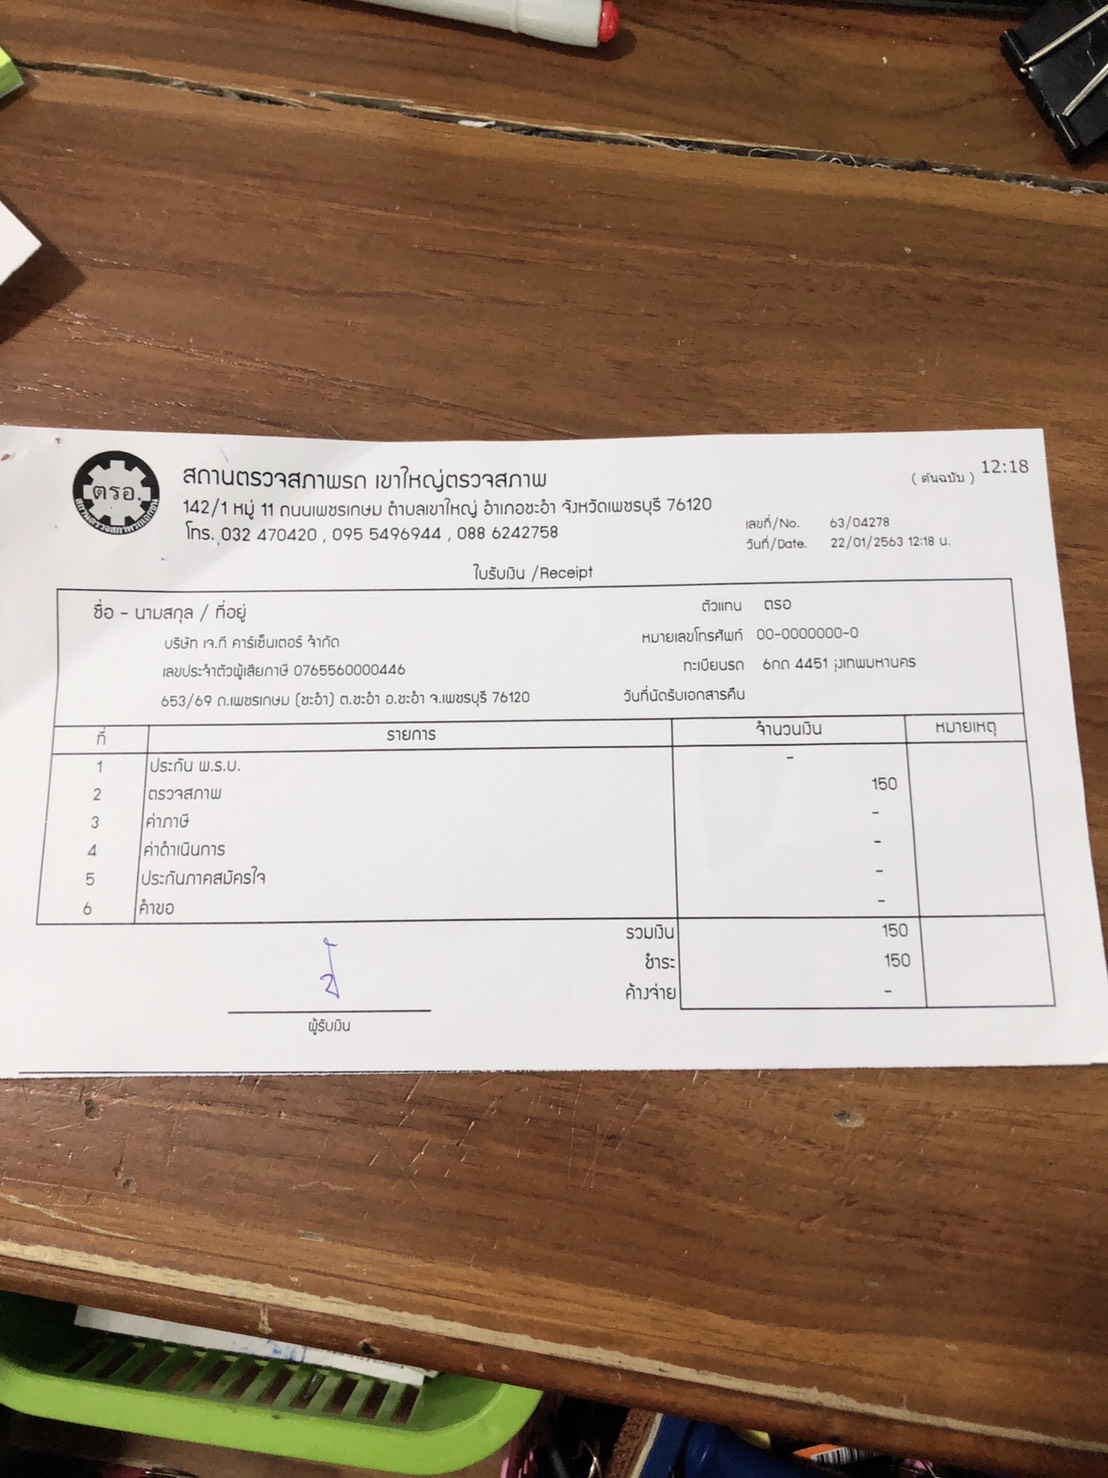 ตรอ.
สถานตรวจสภาพรถ เขาใหญ่ตรวจสภาพ
( ต้นฉบับ ) 12:18
142/1 หมู่ 11 ถนนเพชรเกษม ตำบลเขาใหญ่ อำเภอชะอำ จังหวัดเพชรบุรี 76120
โทร. 032 470420 , 095 5496944 , 088 6242758
เลขที่/No. 63/04278
วันที่/Date. 22/01/2563 12:18 น.
ใบรับเงิน /Receipt
ชื่อ - นามสกุล / ที่อยู่
ตัวแทน ตรอ
บริษัท เจ.ที คาร์เซ็นเตอร์ จำกัด
หมายเลขโทรศัพท์ 00-0000000-0
เลขประจำตัวผู้เสียภาษี 0765560000446
ทะเบียนรถ 6กถ 4451 กรุงเทพมหานคร
653/69 ถ.เพชรเกษม (ชะอำ) ต.ชะอำ อ.ชะอำ จ.เพชรบุรี 76120
วันที่นัดรับเอกสารคืน
ที่ รายการ จำนวนเงิน หมายเหตุ
1 ประกัน พ.ร.บ. -
2 ตรวจสภาพ 150
3 ค่าภาษี -
4 ค่าดำเนินการ -
5 ประกันภาคสมัครใจ -
6 คำขอ -
รวมเงิน 150
ชำระ 150
ค้างจ่าย -
ผู้รับเงิน